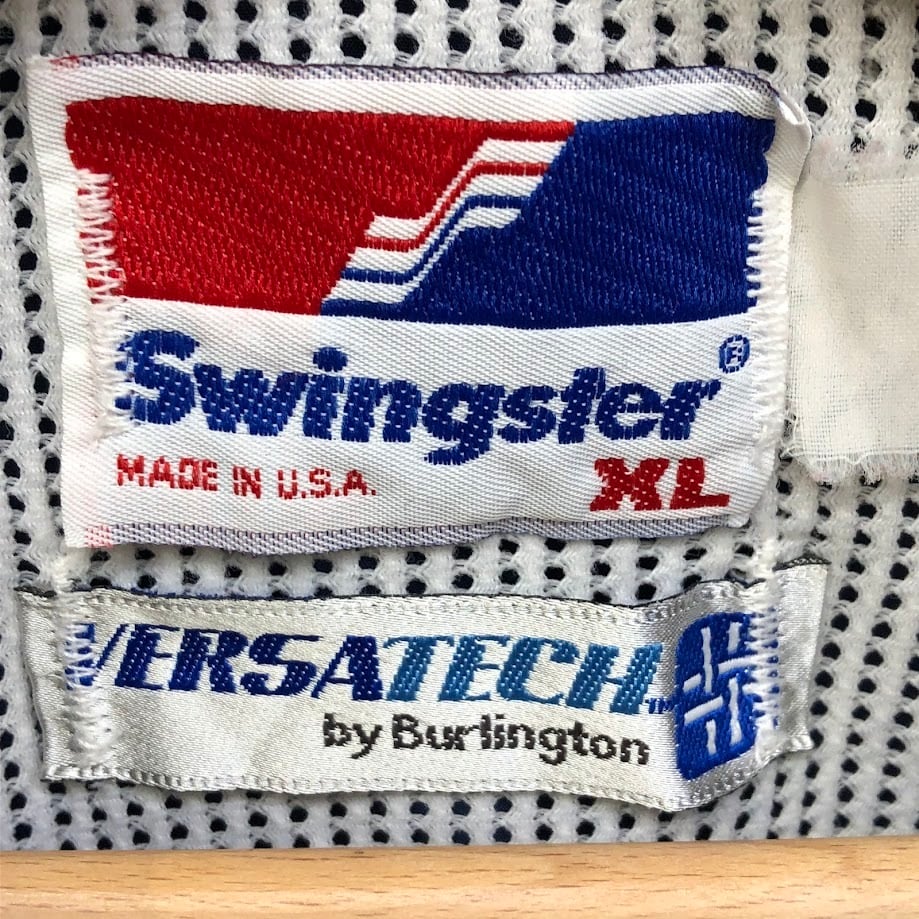 Swingster®
MADE IN U.S.A. XL
VERSATECH™
by Burlington